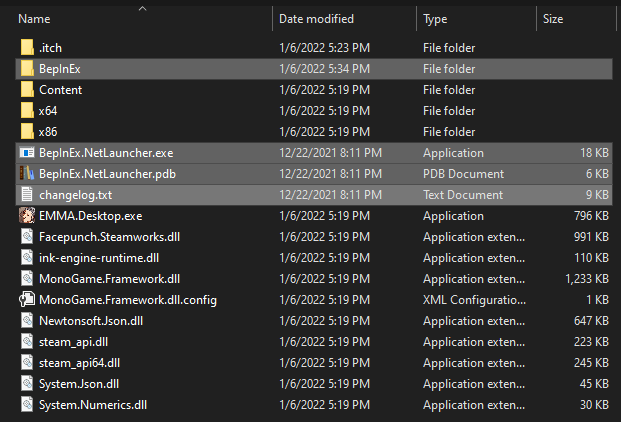 Name Date modified Type Size
.itch 1/6/2022 5:23 PM File folder
BepInEx 1/6/2022 5:34 PM File folder
Content 1/6/2022 5:19 PM File folder
x64 1/6/2022 5:19 PM File folder
x86 1/6/2022 5:19 PM File folder
BepInEx.NetLauncher.exe 12/22/2021 8:11 PM Application 18 KB
BepInEx.NetLauncher.pdb 12/22/2021 8:11 PM PDB Document 6 KB
changelog.txt 12/22/2021 8:11 PM Text Document 9 KB
EMMA.Desktop.exe 1/6/2022 5:19 PM Application 796 KB
Facepunch.Steamworks.dll 1/6/2022 5:19 PM Application exten... 991 KB
ink-engine-runtime.dll 1/6/2022 5:19 PM Application exten... 110 KB
MonoGame.Framework.dll 1/6/2022 5:19 PM Application exten... 1,233 KB
MonoGame.Framework.dll.config 1/6/2022 5:19 PM XML Configuratio... 1 KB
Newtonsoft.Json.dll 1/6/2022 5:19 PM Application exten... 647 KB
steam_api.dll 1/6/2022 5:19 PM Application exten... 223 KB
steam_api64.dll 1/6/2022 5:19 PM Application exten... 245 KB
System.Json.dll 1/6/2022 5:19 PM Application exten... 45 KB
System.Numerics.dll 1/6/2022 5:19 PM Application exten... 30 KB